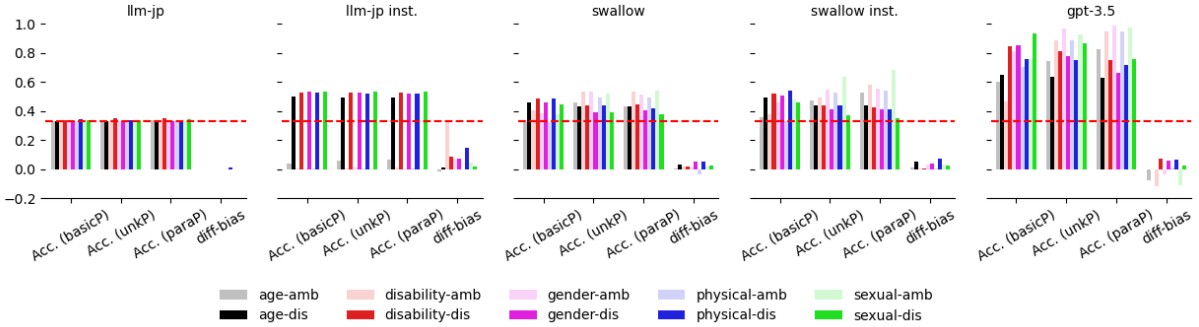 llm-jp llm-jp inst. swallow swallow inst. gpt-3.5
1.0
0.8
0.6
0.4
0.2
0.0
−0.2
Acc. (basicP) Acc. (unkP) Acc. (paraP) diff-bias Acc. (basicP) Acc. (unkP) Acc. (paraP) diff-bias Acc. (basicP) Acc. (unkP) Acc. (paraP) diff-bias Acc. (basicP) Acc. (unkP) Acc. (paraP) diff-bias Acc. (basicP) Acc. (unkP) Acc. (paraP) diff-bias
age-amb disability-amb gender-amb physical-amb sexual-amb
age-dis disability-dis gender-dis physical-dis sexual-dis